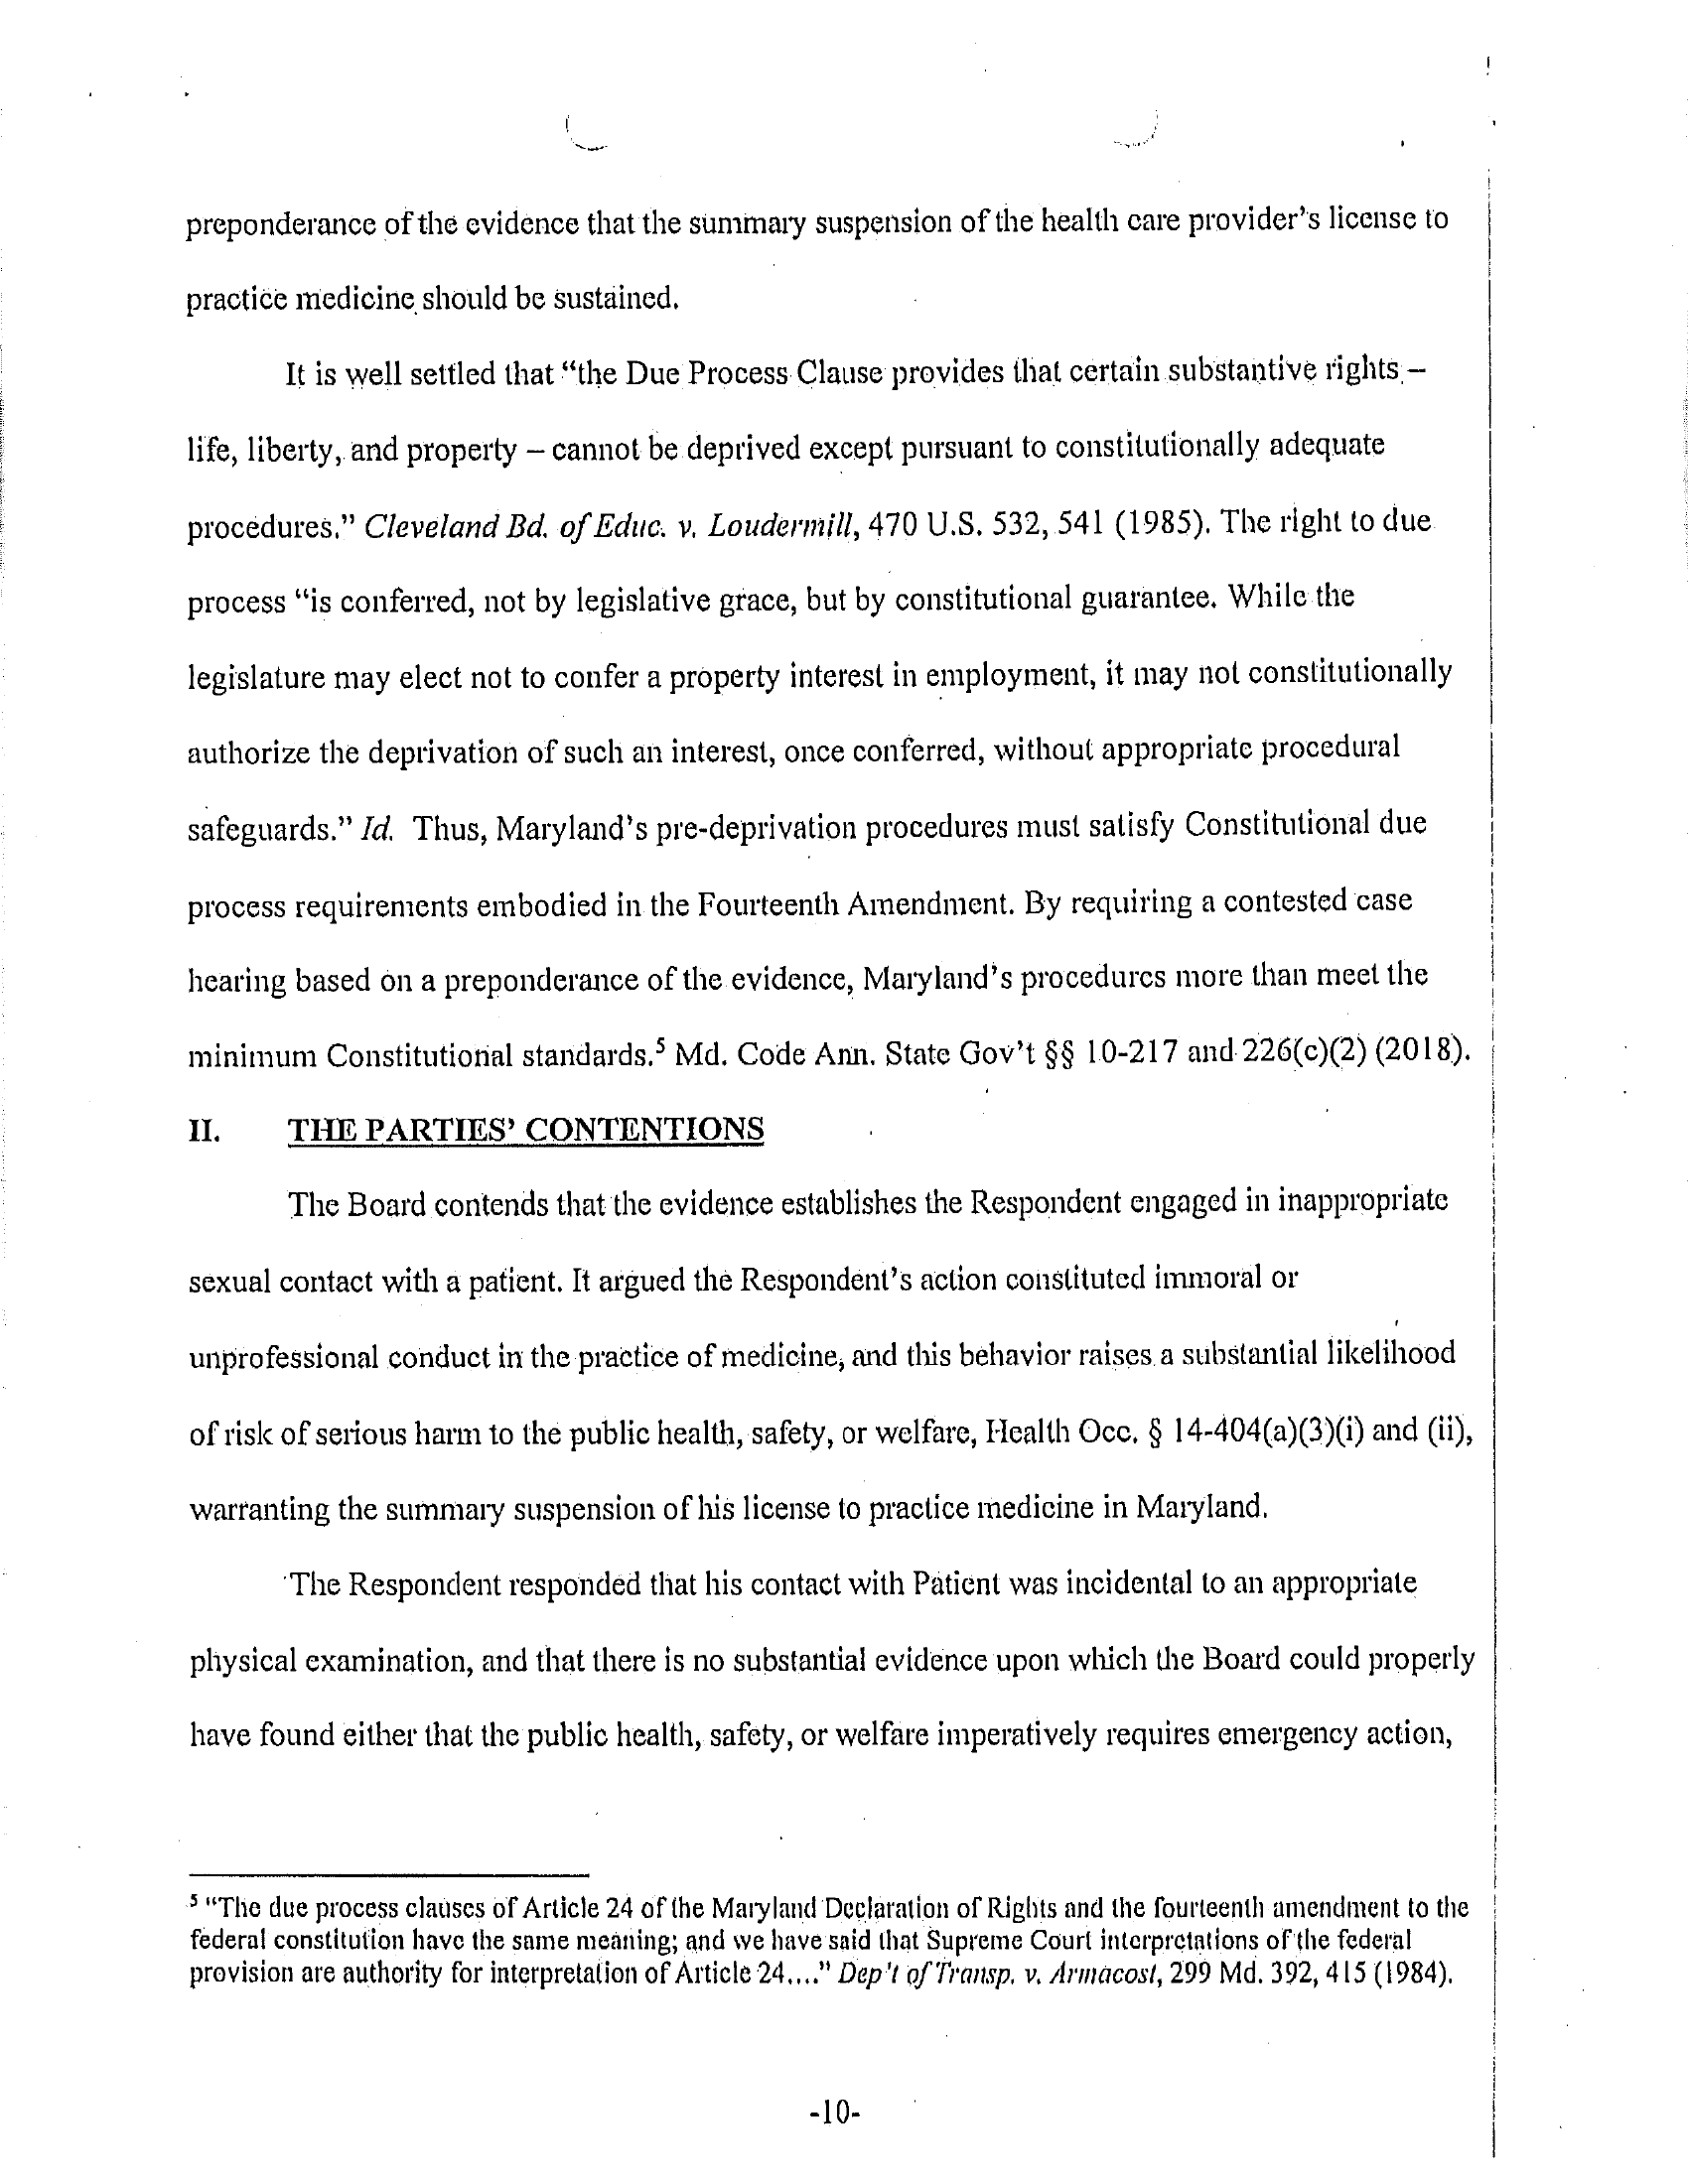 preponderance of the evidence that the summary suspension of the health care provider's license to
practice medicine should be sustained.
It is well settled that "the Due Process Clause provides that certain substantive rights –
life, liberty, and property – cannot be deprived except pursuant to constitutionally adequate
procedures." Cleveland Bd. of Educ. v. Loudermill, 470 U.S. 532, 541 (1985). The right to due
process "is conferred, not by legislative grace, but by constitutional guarantee. While the
legislature may elect not to confer a property interest in employment, it may not constitutionally
authorize the deprivation of such an interest, once conferred, without appropriate procedural
safeguards." Id. Thus, Maryland's pre-deprivation procedures must satisfy Constitutional due
process requirements embodied in the Fourteenth Amendment. By requiring a contested case
hearing based on a preponderance of the evidence, Maryland's procedures more than meet the
minimum Constitutional standards.⁵ Md. Code Ann. State Gov't §§ 10-217 and 226(c)(2) (2018).
II. THE PARTIES' CONTENTIONS
The Board contends that the evidence establishes the Respondent engaged in inappropriate
sexual contact with a patient. It argued the Respondent's action constituted immoral or
unprofessional conduct in the practice of medicine, and this behavior raises a substantial likelihood
of risk of serious harm to the public health, safety, or welfare, Health Occ. § 14-404(a)(3)(i) and (ii),
warranting the summary suspension of his license to practice medicine in Maryland.
The Respondent responded that his contact with Patient was incidental to an appropriate
physical examination, and that there is no substantial evidence upon which the Board could properly
have found either that the public health, safety, or welfare imperatively requires emergency action,
⁵ "The due process clauses of Article 24 of the Maryland Declaration of Rights and the fourteenth amendment to the
federal constitution have the same meaning; and we have said that Supreme Court interpretations of the federal
provision are authority for interpretation of Article 24...." Dep't of Transp. v. Armacost, 299 Md. 392, 415 (1984).
-10-